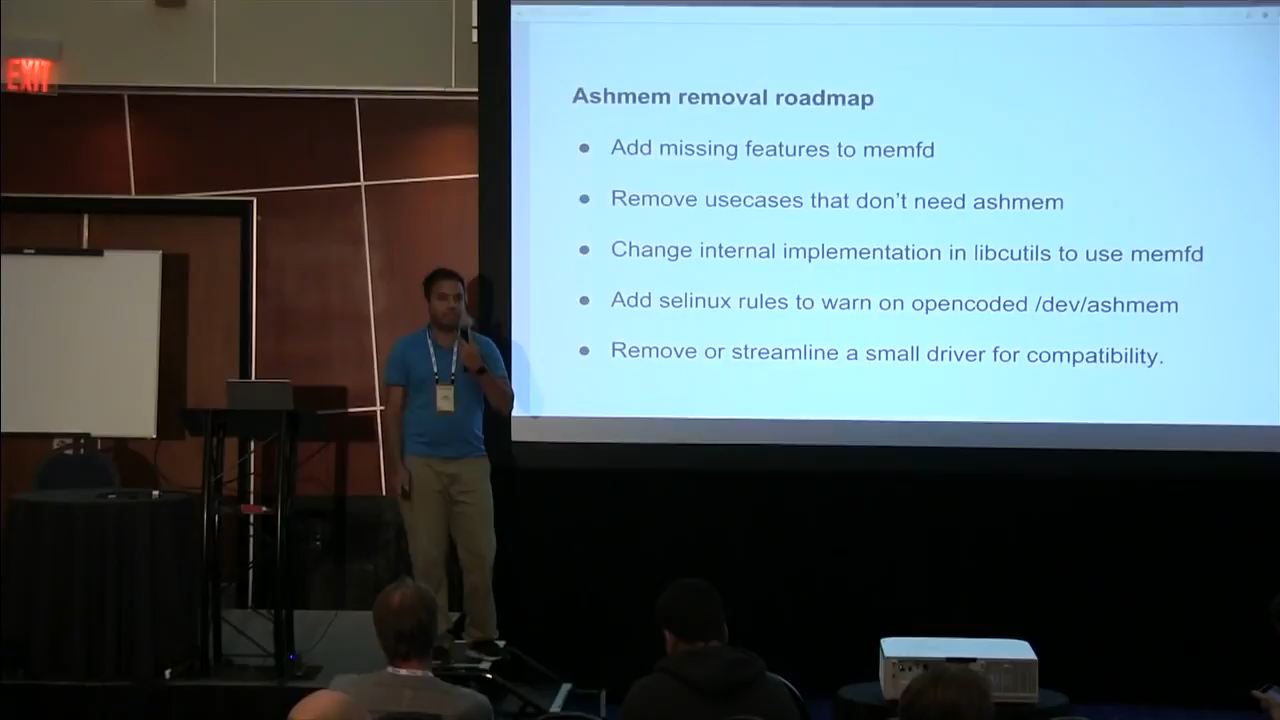 EXIT
Ashmem removal roadmap
Add missing features to memfd
Remove usecases that don't need ashmem
Change internal implementation in libcutils to use memfd
Add selinux rules to warn on opencoded /dev/ashmem
Remove or streamline a small driver for compatibility.